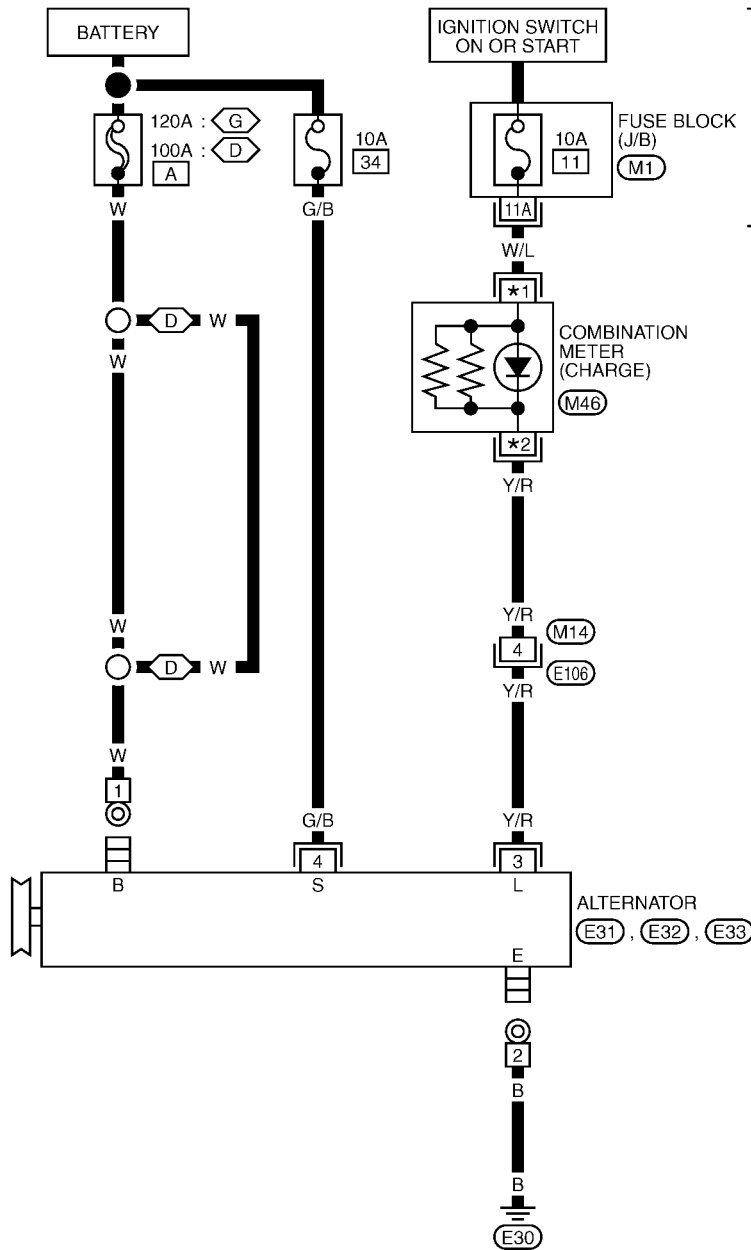 BATTERY
IGNITION SWITCH
ON OR START
120A : G
100A : D
A
10A
34
10A
11
FUSE BLOCK
(J/B)
M1
W
G/B
11A
W/L
*1
D W
W
COMBINATION
METER
(CHARGE)
M46
*2
Y/R
W
Y/R
M14
4
D W
E106
Y/R
W
1
G/B
Y/R
4
3
B
S
L
ALTERNATOR
E31 , E32 , E33
E
2
B
B
E30